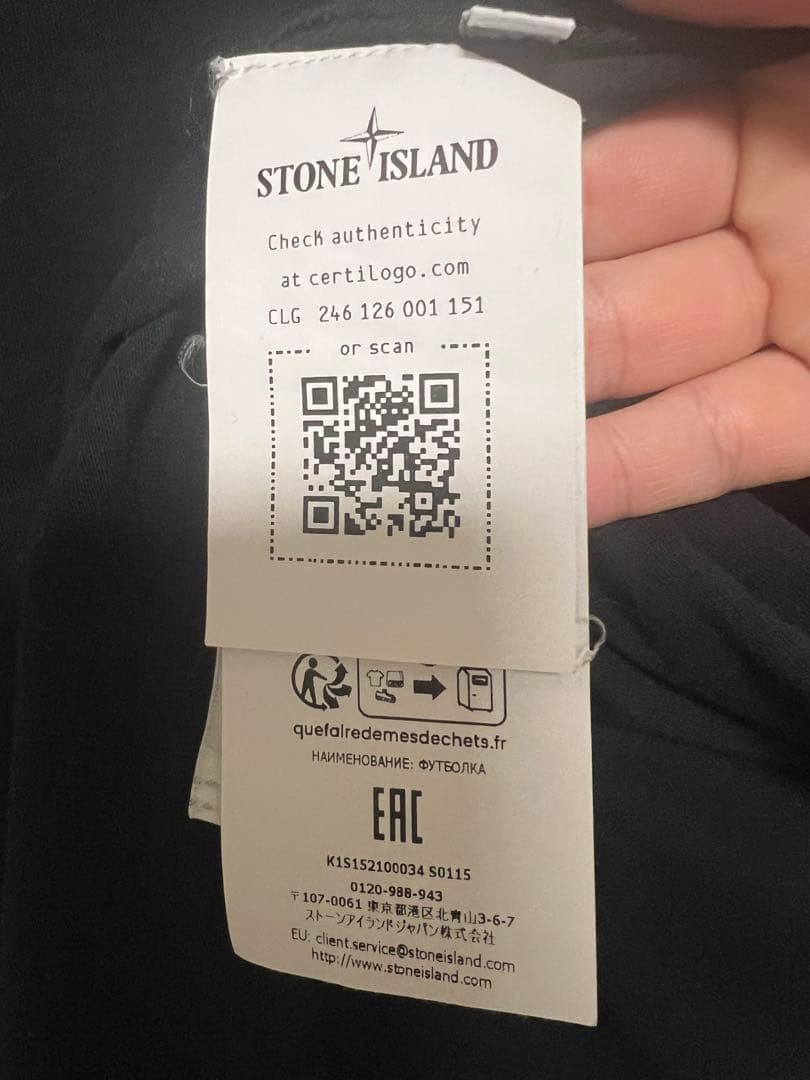 STONE ISLAND
Check authenticity
at certilogo.com
CLG 246 126 001 151
or scan
quefairedemesdechets.fr
НАИМЕНОВАНИЕ: ФУТБОЛКА
EAC
K1S152100034 S0115
0120-988-943
〒107-0061 東京都港区北青山3-6-7
ストーンアイランドジャパン株式会社
EU: client.service@stoneisland.com
http://www.stoneisland.com